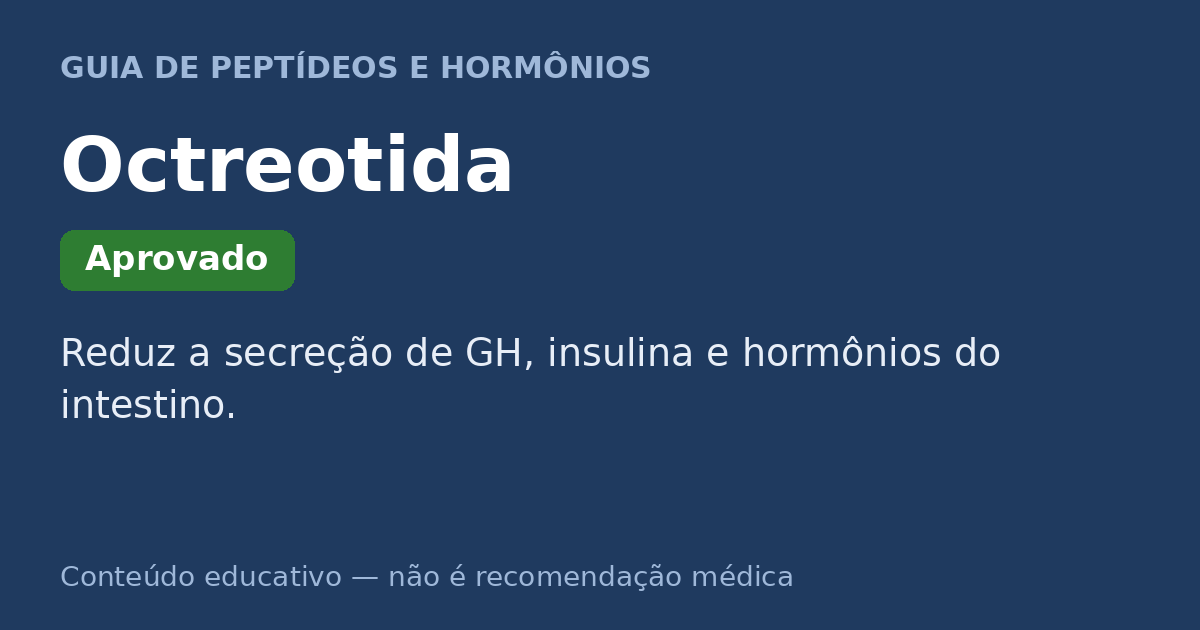 GUIA DE PEPTÍDEOS E HORMÔNIOS
Octreotida
Aprovado
Reduz a secreção de GH, insulina e hormônios do
intestino.
Conteúdo educativo — não é recomendação médica